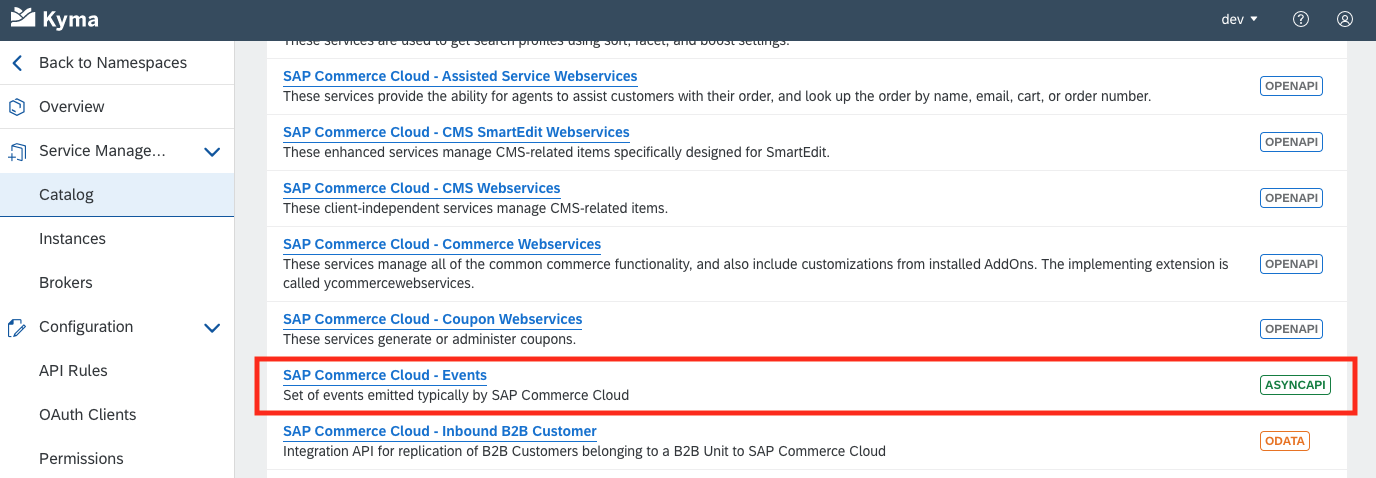 Kyma
dev
Back to Namespaces
Overview
Service Manage...
Catalog
Instances
Brokers
Configuration
API Rules
OAuth Clients
Permissions
These services are used to get search profiles using sort, facet, and boost settings.
SAP Commerce Cloud - Assisted Service Webservices
These services provide the ability for agents to assist customers with their order, and look up the order by name, email, cart, or order number.
OPENAPI
SAP Commerce Cloud - CMS SmartEdit Webservices
These enhanced services manage CMS-related items specifically designed for SmartEdit.
OPENAPI
SAP Commerce Cloud - CMS Webservices
These client-independent services manage CMS-related items.
OPENAPI
SAP Commerce Cloud - Commerce Webservices
These services manage all of the common commerce functionality, and also include customizations from installed AddOns. The implementing extension is
called ycommercewebservices.
OPENAPI
SAP Commerce Cloud - Coupon Webservices
These services generate or administer coupons.
OPENAPI
SAP Commerce Cloud - Events
Set of events emitted typically by SAP Commerce Cloud
ASYNCAPI
SAP Commerce Cloud - Inbound B2B Customer
Integration API for replication of B2B Customers belonging to a B2B Unit to SAP Commerce Cloud
ODATA